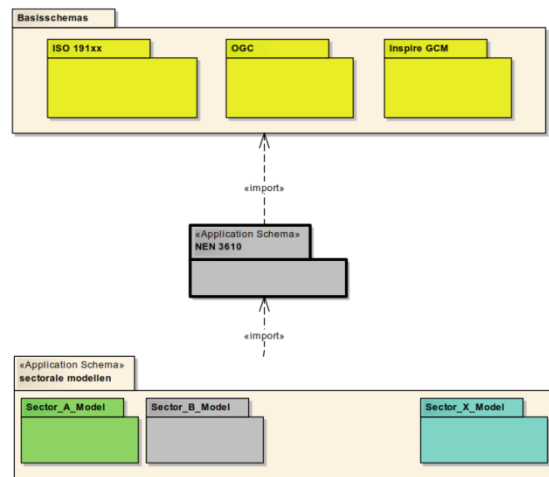 Basisschemas
ISO 191xx
OGC
Inspire GCM
«import»
«Application Schema»
NEN 3610
«import»
«Application Schema»
sectorale modellen
Sector_A_Model
Sector_B_Model
Sector_X_Model